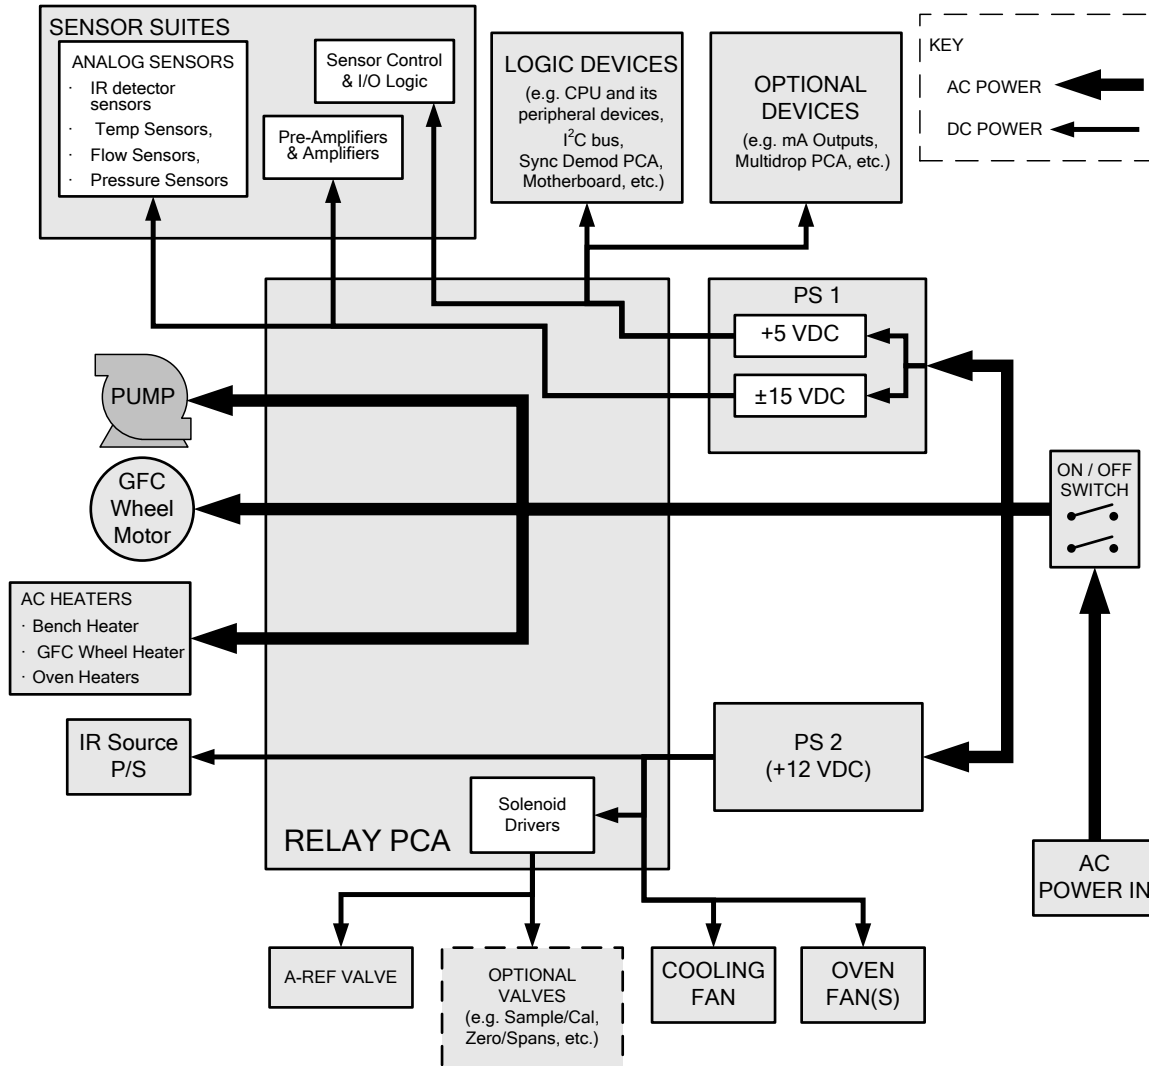 SENSOR SUITES
ANALOG SENSORS
· IR detector
sensors
· Temp Sensors,
· Flow Sensors,
· Pressure Sensors
Sensor Control
& I/O Logic
Pre-Amplifiers
& Amplifiers
LOGIC DEVICES
(e.g. CPU and its
peripheral devices,
I²C bus,
Sync Demod PCA,
Motherboard, etc.)
OPTIONAL
DEVICES
(e.g. mA Outputs,
Multidrop PCA, etc.)
KEY
AC POWER
DC POWER
PS 1
+5 VDC
±15 VDC
PUMP
GFC
Wheel
Motor
ON / OFF
SWITCH
AC HEATERS
· Bench Heater
· GFC Wheel Heater
· Oven Heaters
IR Source
P/S
PS 2
(+12 VDC)
Solenoid
Drivers
RELAY PCA
AC
POWER IN
A-REF VALVE
OPTIONAL
VALVES
(e.g. Sample/Cal,
Zero/Spans, etc.)
COOLING
FAN
OVEN
FAN(S)